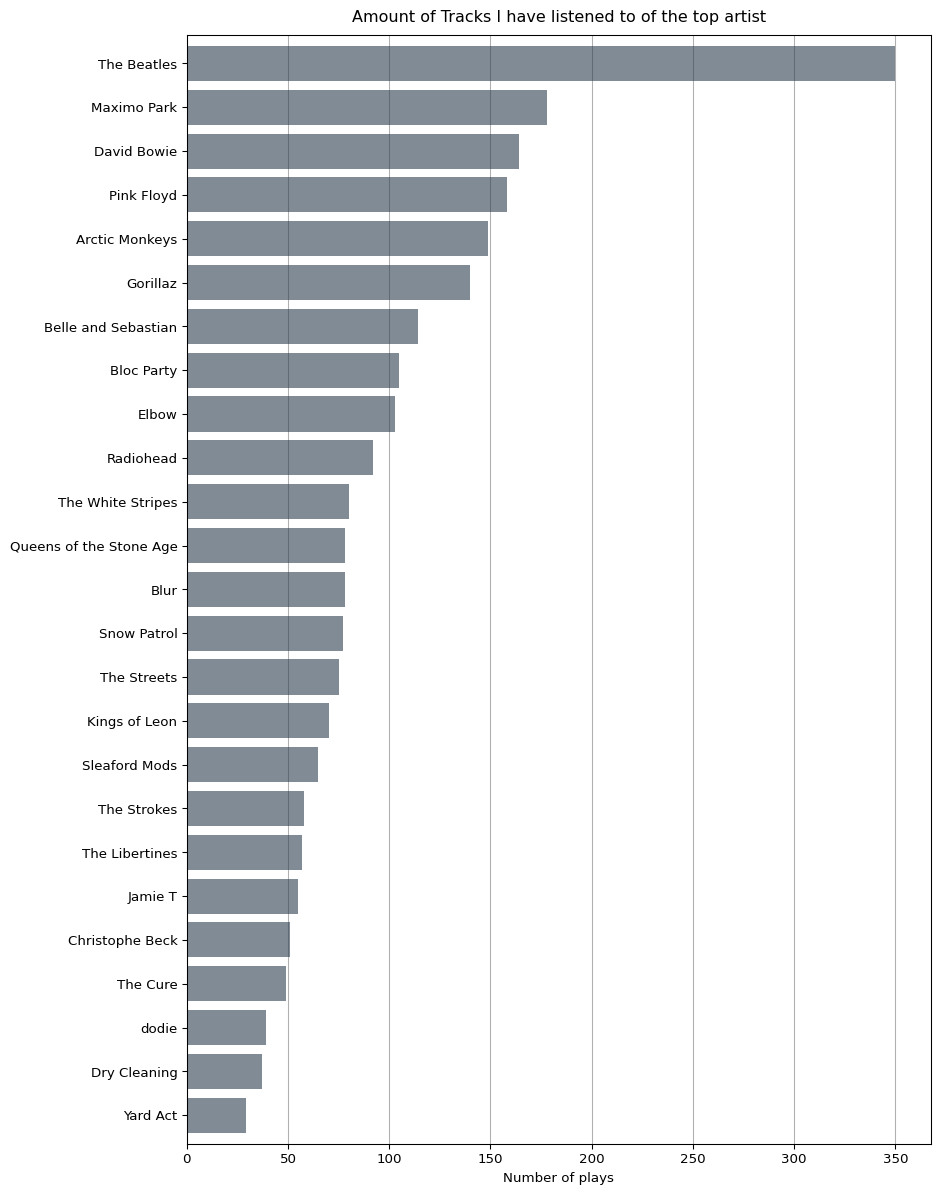 Amount of Tracks I have listened to of the top artist
The Beatles
Maximo Park
David Bowie
Pink Floyd
Arctic Monkeys
Gorillaz
Belle and Sebastian
Bloc Party
Elbow
Radiohead
The White Stripes
Queens of the Stone Age
Blur
Snow Patrol
The Streets
Kings of Leon
Sleaford Mods
The Strokes
The Libertines
Jamie T
Christophe Beck
The Cure
dodie
Dry Cleaning
Yard Act
0 50 100 150 200 250 300 350
Number of plays